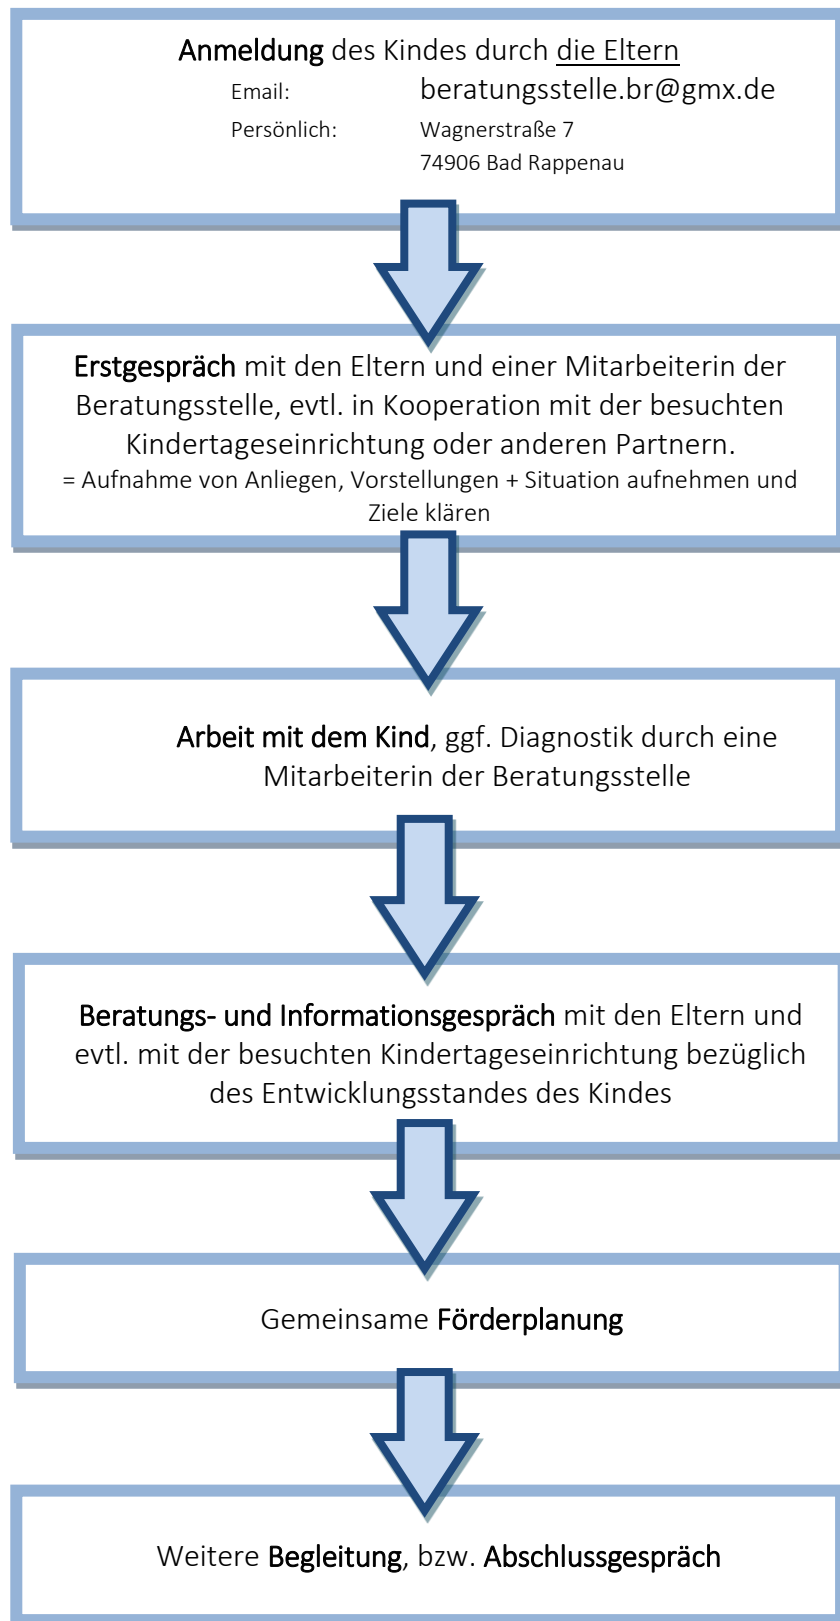 Anmeldung des Kindes durch die Eltern
Email: beratungsstelle.br@gmx.de
Persönlich: Wagnerstraße 7
74906 Bad Rappenau
Erstgespräch mit den Eltern und einer Mitarbeiterin der
Beratungsstelle, evtl. in Kooperation mit der besuchten
Kindertageseinrichtung oder anderen Partnern.
= Aufnahme von Anliegen, Vorstellungen + Situation aufnehmen und
Ziele klären
Arbeit mit dem Kind, ggf. Diagnostik durch eine
Mitarbeiterin der Beratungsstelle
Beratungs- und Informationsgespräch mit den Eltern und
evtl. mit der besuchten Kindertageseinrichtung bezüglich
des Entwicklungsstandes des Kindes
Gemeinsame Förderplanung
Weitere Begleitung, bzw. Abschlussgespräch